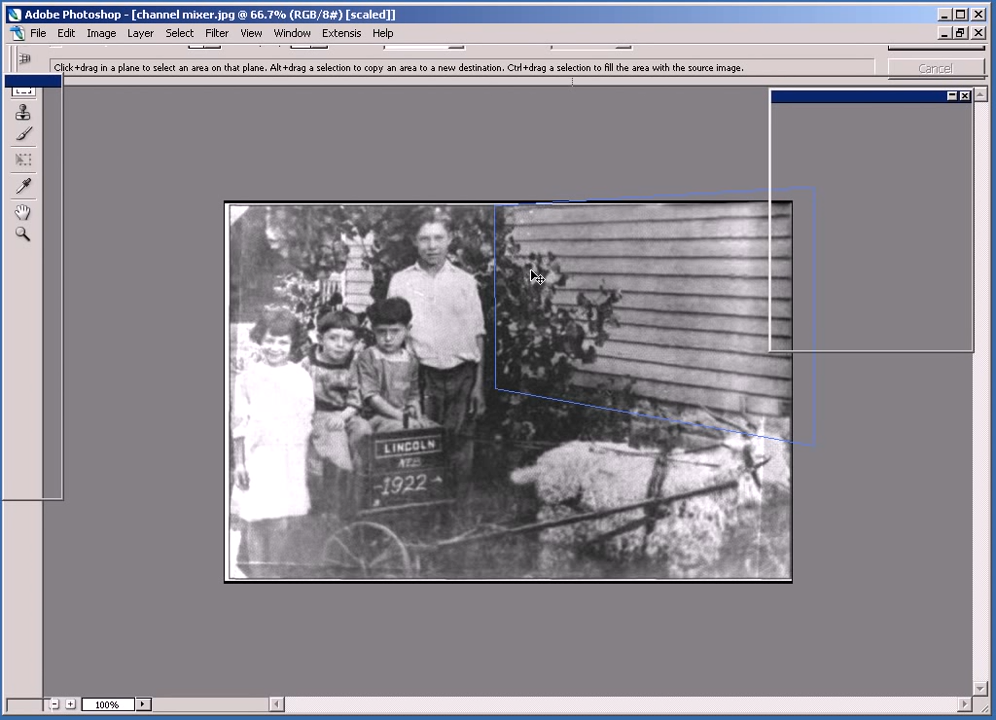 Adobe Photoshop - [channel mixer.jpg @ 66.7% (RGB/8#) [scaled]]
File Edit Image Layer Select Filter View Window Extensis Help
Click+drag in a plane to select an area on that plane. Alt+drag a selection to copy an area to a new destination. Ctrl+drag a selection to fill the area with the source image.
Cancel
LINCOLN
NEB
-1922-
100%